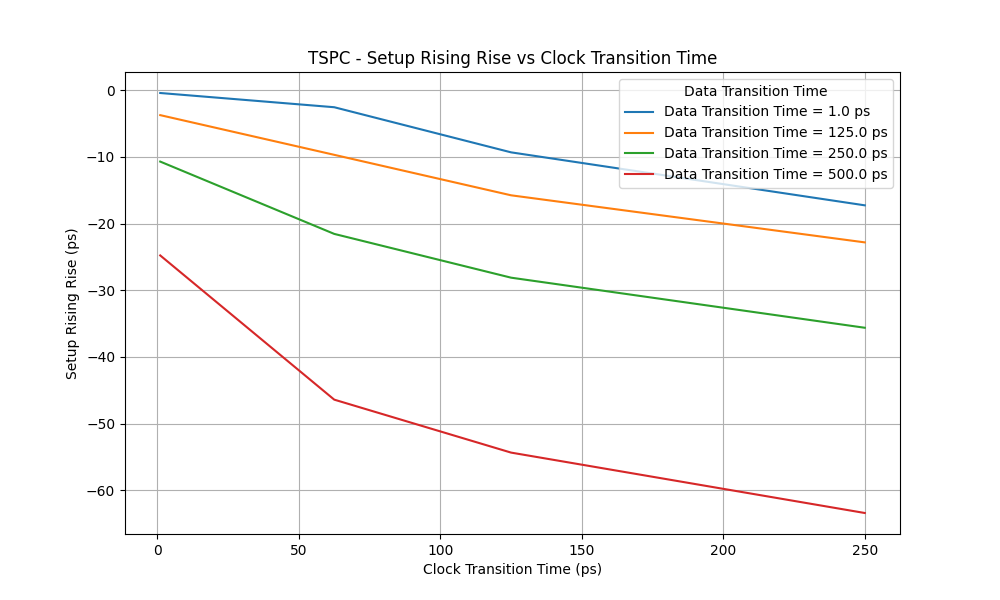 TSPC - Setup Rising Rise vs Clock Transition Time
Data Transition Time
Data Transition Time = 1.0 ps
Data Transition Time = 125.0 ps
Data Transition Time = 250.0 ps
Data Transition Time = 500.0 ps
Setup Rising Rise (ps)
0
−10
−20
−30
−40
−50
−60
0 50 100 150 200 250
Clock Transition Time (ps)